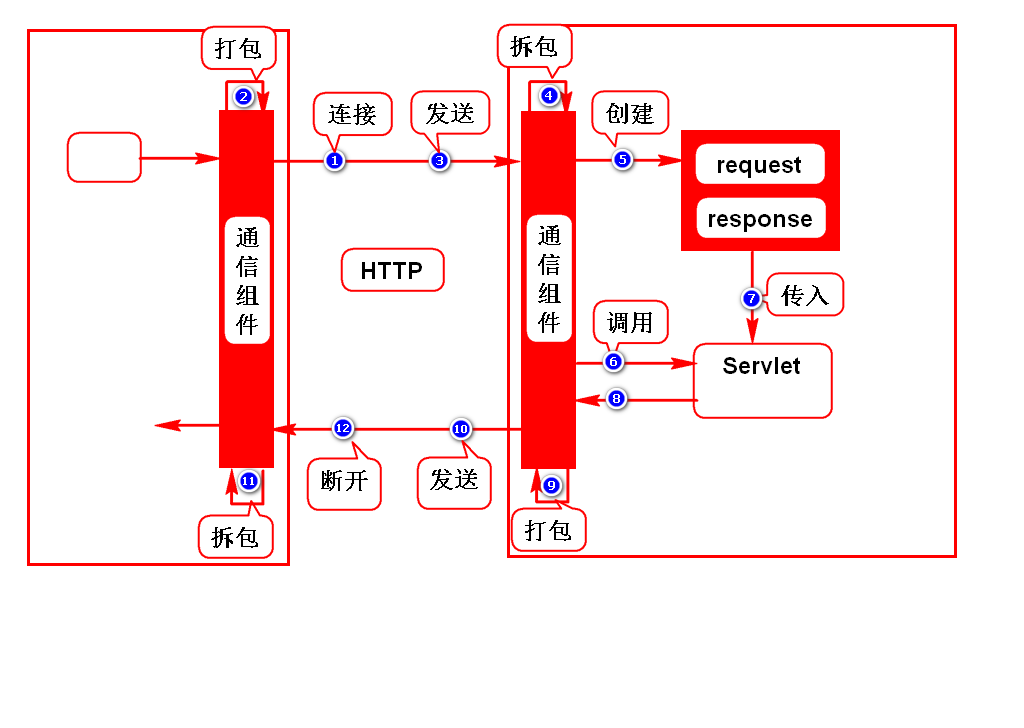 打包
拆包
2
4
连接
发送
创建
1
3
5
request
response
通信组件
通信组件
HTTP
7
传入
调用
6
Servlet
8
12
10
断开
发送
11
9
拆包
打包